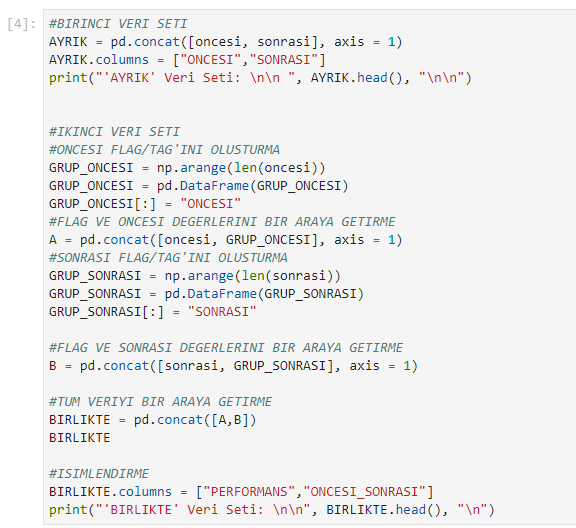 [4]:
#BIRINCI VERI SETI
AYRIK = pd.concat([oncesi, sonrasi], axis = 1)
AYRIK.columns = ["ONCESI","SONRASI"]
print("'AYRIK' Veri Seti: \n\n ", AYRIK.head(), "\n\n")
#IKINCI VERI SETI
#ONCESI FLAG/TAG'INI OLUSTURMA
GRUP_ONCESI = np.arange(len(oncesi))
GRUP_ONCESI = pd.DataFrame(GRUP_ONCESI)
GRUP_ONCESI[:] = "ONCESI"
#FLAG VE ONCESI DEGERLERINI BIR ARAYA GETIRME
A = pd.concat([oncesi, GRUP_ONCESI], axis = 1)
#SONRASI FLAG/TAG'INI OLUSTURMA
GRUP_SONRASI = np.arange(len(sonrasi))
GRUP_SONRASI = pd.DataFrame(GRUP_SONRASI)
GRUP_SONRASI[:] = "SONRASI"
#FLAG VE SONRASI DEGERLERINI BIR ARAYA GETIRME
B = pd.concat([sonrasi, GRUP_SONRASI], axis = 1)
#TUM VERIYI BIR ARAYA GETIRME
BIRLIKTE = pd.concat([A,B])
BIRLIKTE
#ISIMLENDIRME
BIRLIKTE.columns = ["PERFORMANS","ONCESI_SONRASI"]
print("'BIRLIKTE' Veri Seti: \n\n", BIRLIKTE.head(), "\n")